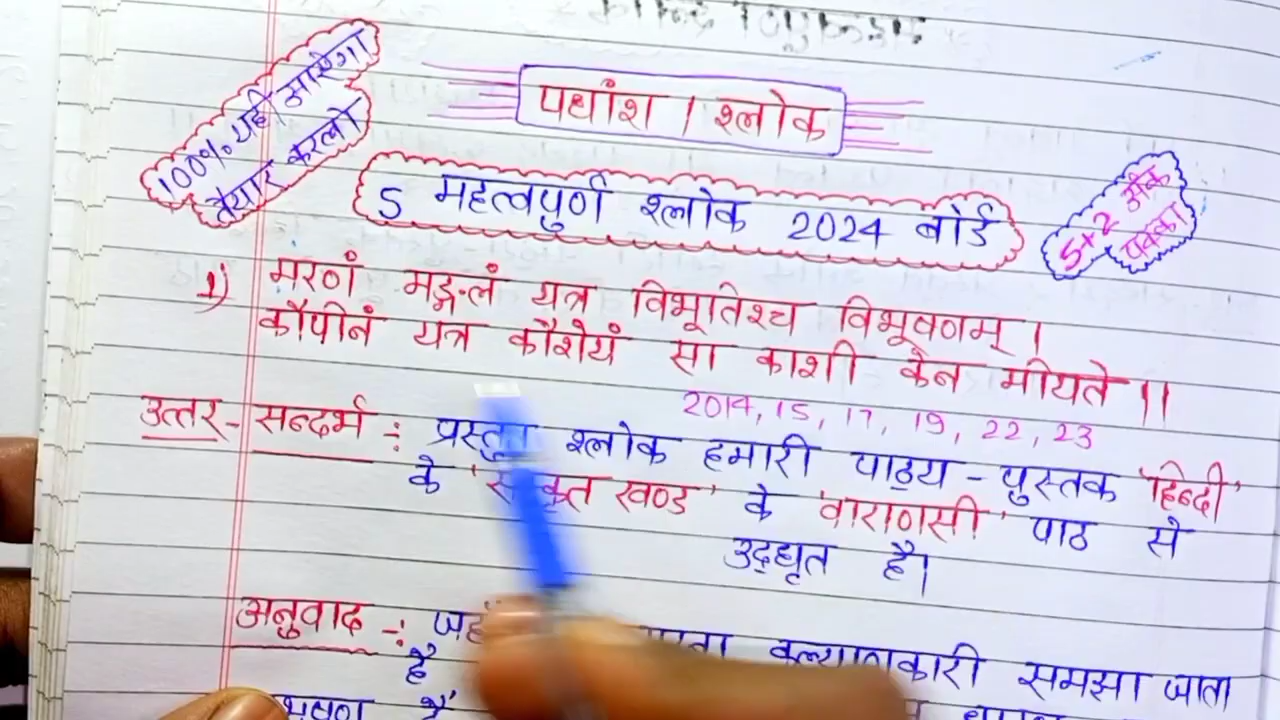 100% यही आयेगा
तैयार करलो
पद्यांश / श्लोक
5 महत्वपुर्ण श्लोक 2024 बोर्ड
5+2 अंक
पक्का
1) मरणं मङ्गलं यत्र विभूतिश्च विभूषणम् ।
कौपीनं यत्र कौशेयं सा काशी केन मीयते ।।
2014, 15, 17, 19, 22, 23
उत्तर - सन्दर्भ ÷ प्रस्तुत श्लोक हमारी पाठ्य - पुस्तक 'हिन्दी'
के 'संस्कृत खण्ड' के 'वाराणसी' पाठ से
उद्धृत है।
अनुवाद -: कल्याणकारी समझा जाता
है